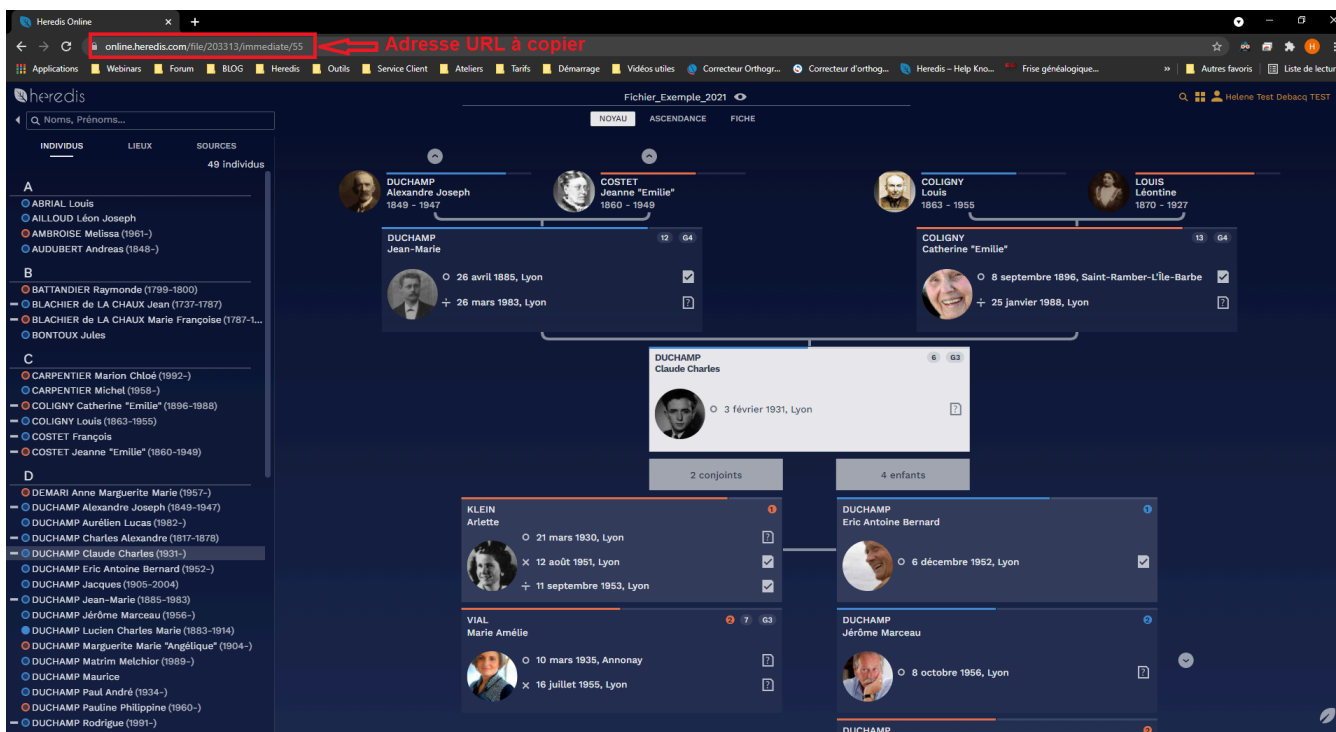 Heredis Online
online.heredis.com/file/203313/immediate/55
Adresse URL à copier
Applications Webinars Forum BLOG Heredis Outils Service Client Ateliers Tarifs Démarrage Vidéos utiles Correcteur Orthogr... Correcteur d'orthog... Heredis – Help Kno... Frise généalogique... » Autres favoris Liste de lectur
heredis
Fichier_Exemple_2021
Helene Test Debacq TEST
Noms, Prénoms...
NOYAU ASCENDANCE FICHE
INDIVIDUS LIEUX SOURCES
49 individus
A
ABRIAL Louis
AILLOUD Léon Joseph
AMBROISE Melissa (1961-)
AUDUBERT Andreas (1848-)
B
BATTANDIER Raymonde (1799-1800)
BLACHIER de LA CHAUX Jean (1737-1787)
BLACHIER de LA CHAUX Marie Françoise (1787-1...
BONTOUX Jules
C
CARPENTIER Marion Chloé (1992-)
CARPENTIER Michel (1958-)
COLIGNY Catherine "Emilie" (1896-1988)
COLIGNY Louis (1863-1955)
COSTET François
COSTET Jeanne "Emilie" (1860-1949)
D
DEMARI Anne Marguerite Marie (1957-)
DUCHAMP Alexandre Joseph (1849-1947)
DUCHAMP Aurélien Lucas (1982-)
DUCHAMP Charles Alexandre (1817-1878)
DUCHAMP Claude Charles (1931-)
DUCHAMP Eric Antoine Bernard (1952-)
DUCHAMP Jacques (1905-2004)
DUCHAMP Jean-Marie (1885-1983)
DUCHAMP Jérôme Marceau (1956-)
DUCHAMP Lucien Charles Marie (1883-1914)
DUCHAMP Marguerite Marie "Angélique" (1904-)
DUCHAMP Matrim Melchior (1989-)
DUCHAMP Maurice
DUCHAMP Paul André (1934-)
DUCHAMP Pauline Philippine (1960-)
DUCHAMP Rodrigue (1991-)
DUCHAMP
Alexandre Joseph
1849 - 1947
COSTET
Jeanne "Emilie"
1860 - 1949
COLIGNY
Louis
1863 - 1955
LOUIS
Léontine
1870 - 1927
DUCHAMP 12 G4
Jean-Marie
26 avril 1885, Lyon
26 mars 1983, Lyon
COLIGNY 13 G4
Catherine "Emilie"
8 septembre 1896, Saint-Ramber-L'Île-Barbe
25 janvier 1988, Lyon
DUCHAMP 6 G3
Claude Charles
3 février 1931, Lyon
2 conjoints
4 enfants
KLEIN 1
Arlette
21 mars 1930, Lyon
12 août 1951, Lyon
11 septembre 1953, Lyon
DUCHAMP 1
Eric Antoine Bernard
6 décembre 1952, Lyon
VIAL 2 7 G3
Marie Amélie
10 mars 1935, Annonay
16 juillet 1955, Lyon
DUCHAMP 2
Jérôme Marceau
8 octobre 1956, Lyon
DUCHAMP